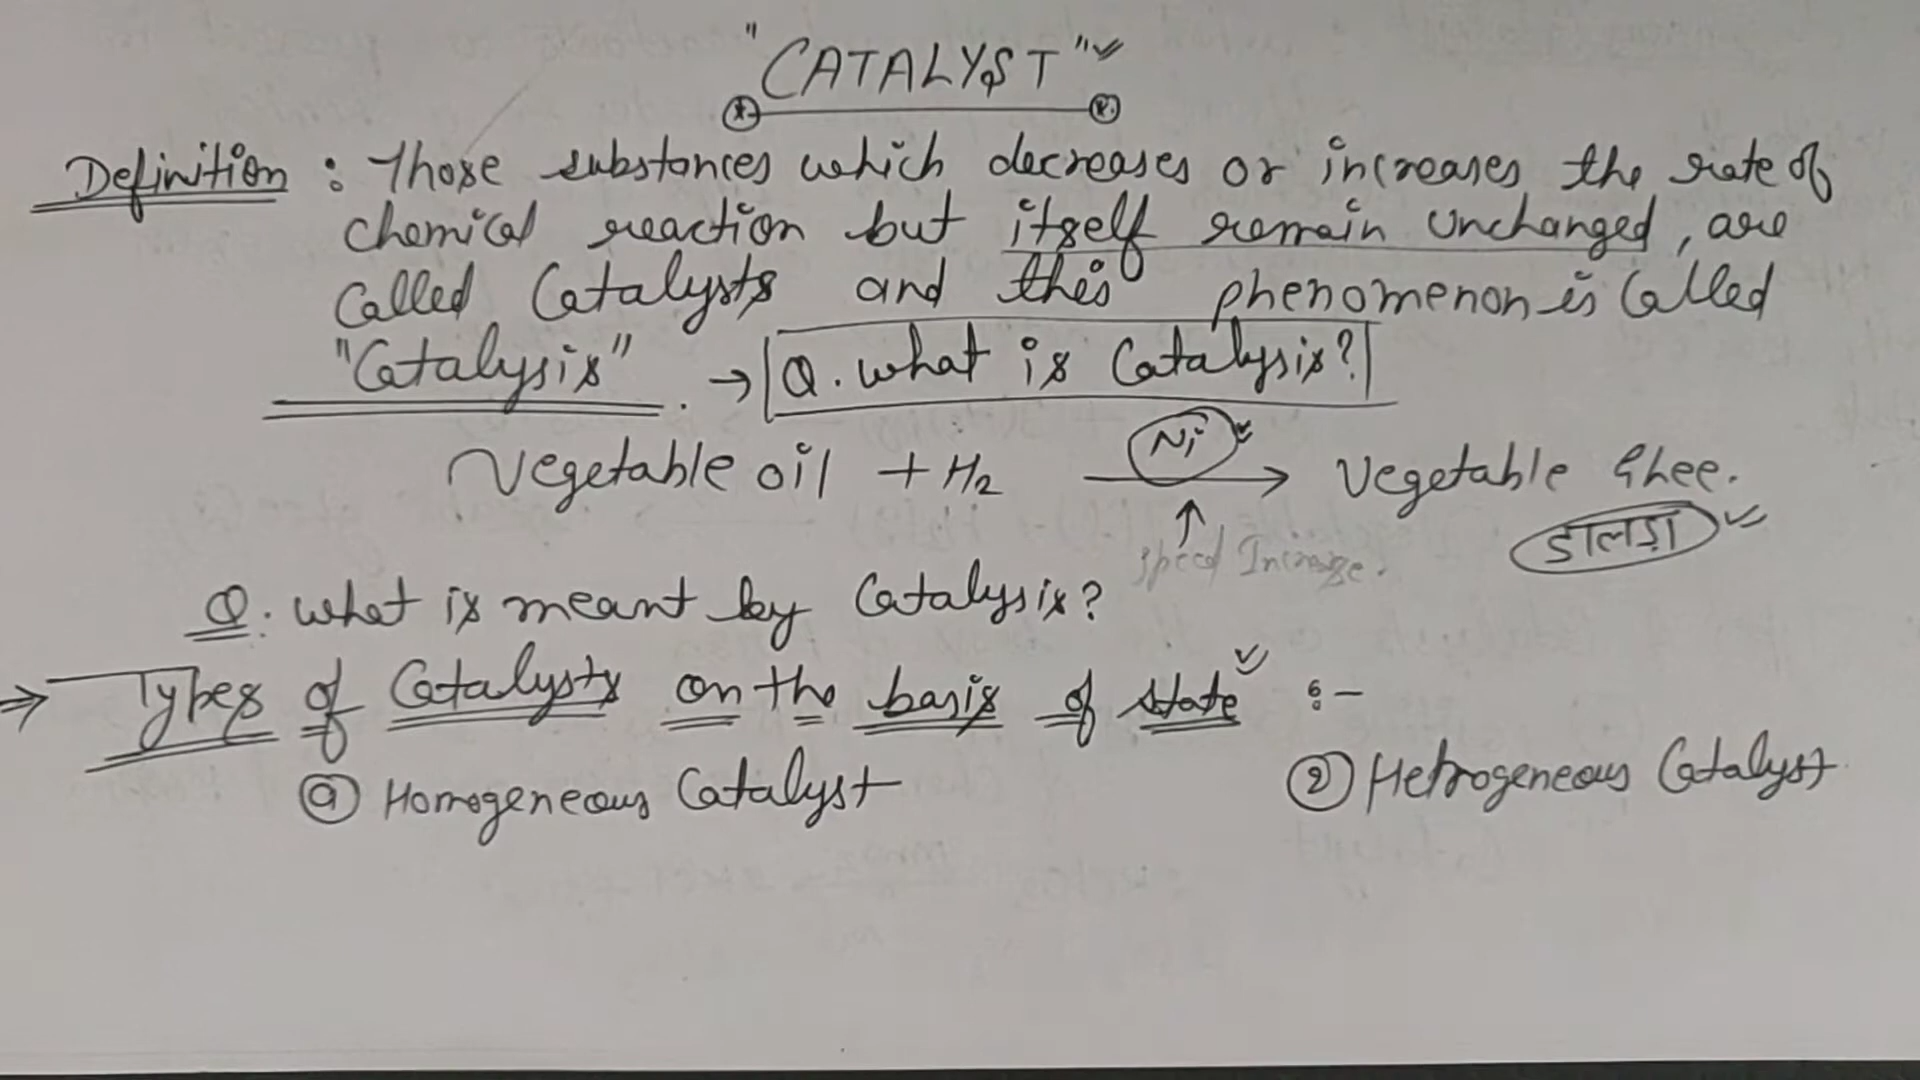 "CATALYST"
Definition : Those substances which decreases or increases the rate of
chemical reaction but itself remain unchanged, are
called Catalysts and this phenomenon is called
"Catalysis" . → Q. what is Catalysis?
Vegetable oil + H2 Ni → Vegetable Ghee.
↑ speed Increase. डालडा
Q. what is meant by Catalysis?
⇒ Types of Catalysts on the basis of state :-
① Homogeneous Catalyst ② Hetrogeneous Catalyst